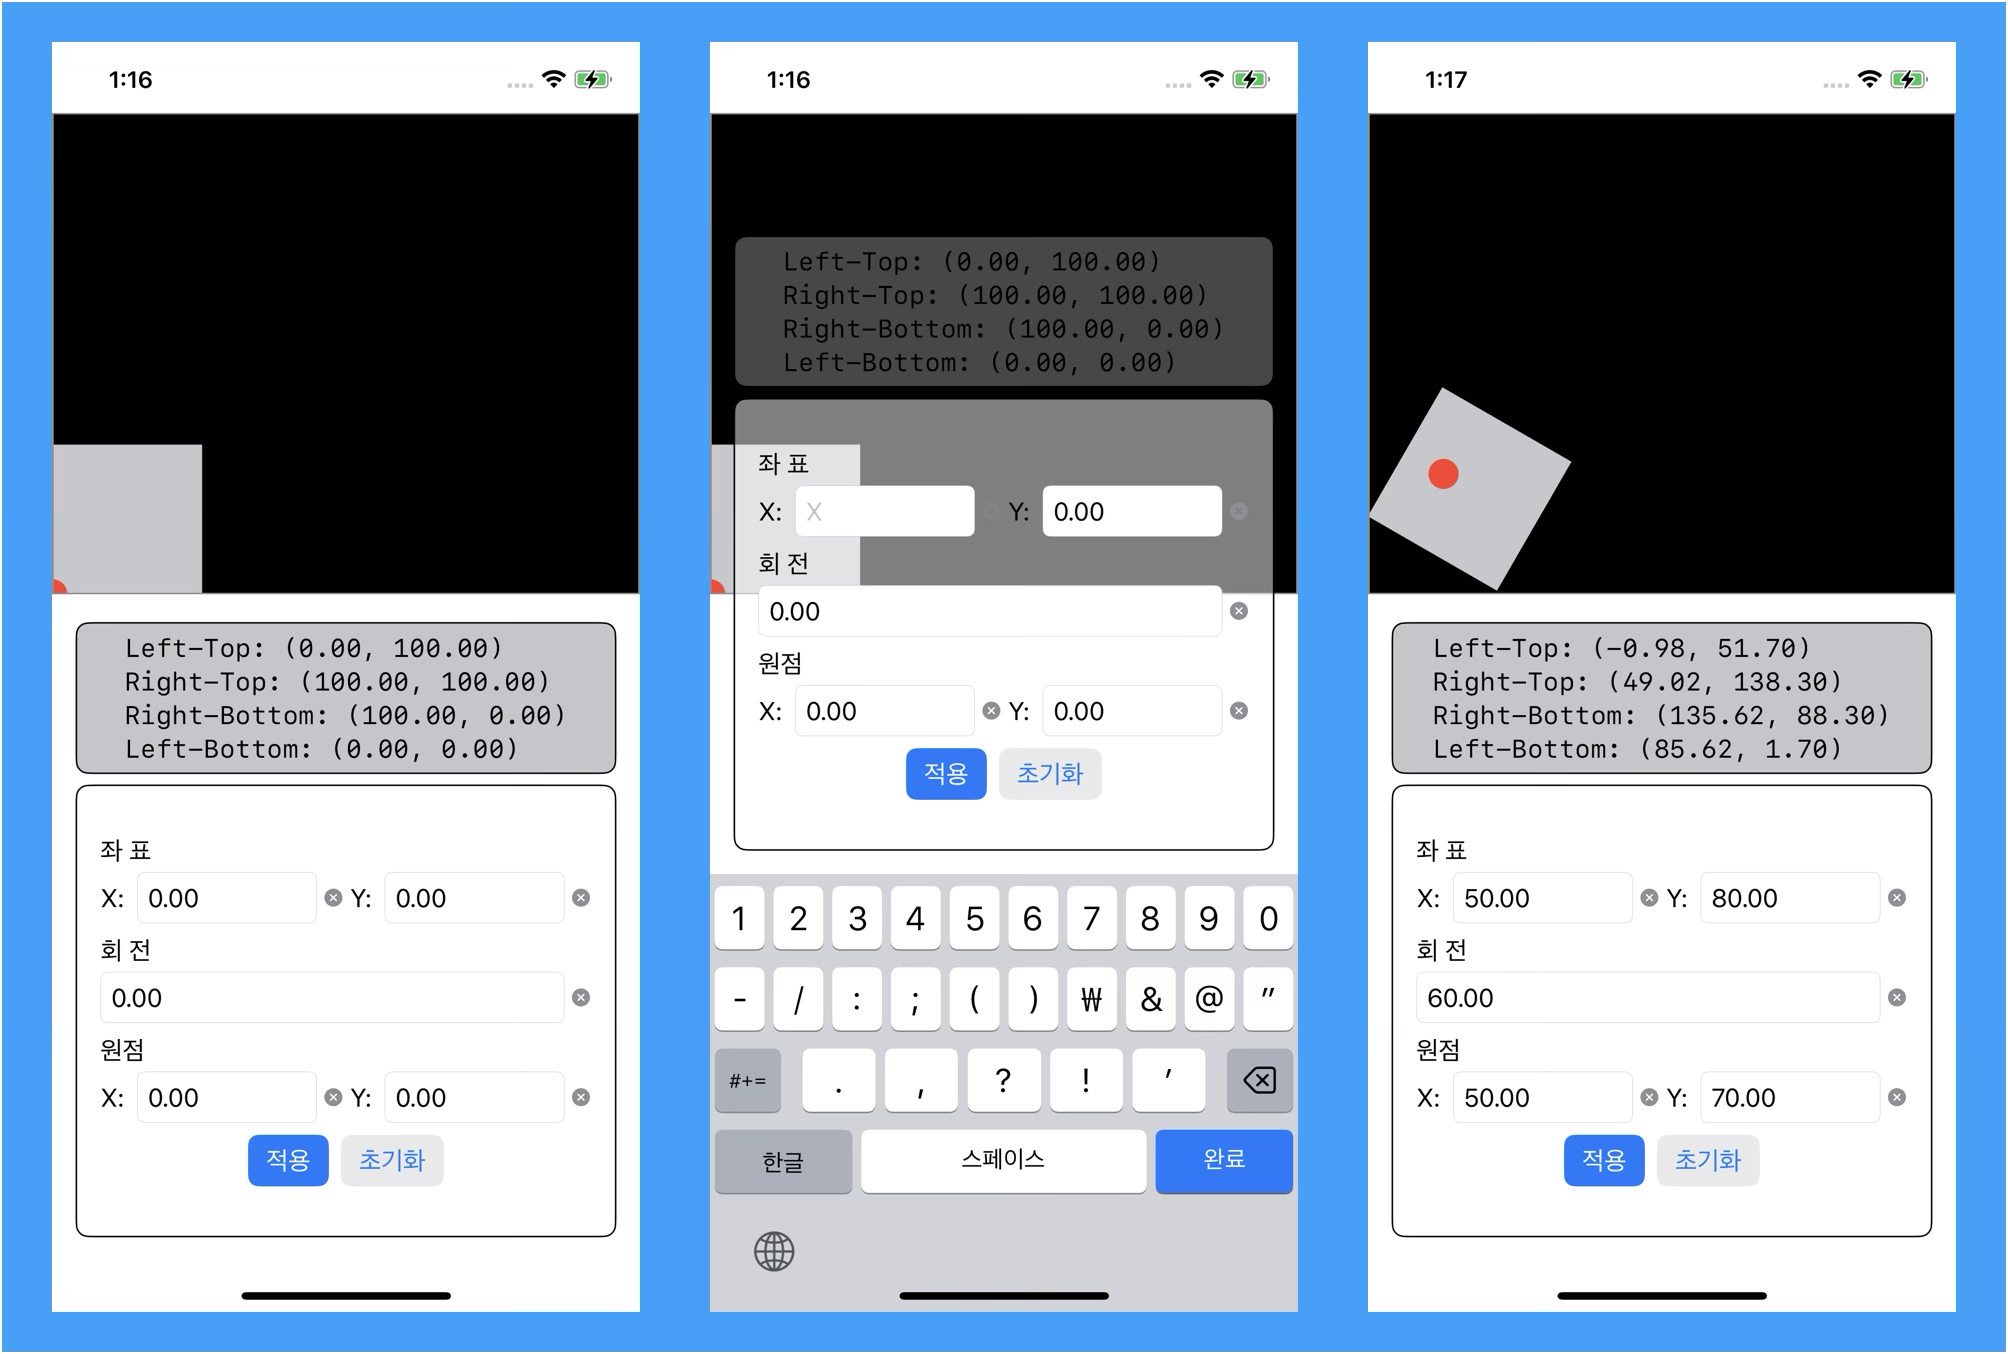 1:16
Left-Top: (0.00, 100.00)
Right-Top: (100.00, 100.00)
Right-Bottom: (100.00, 0.00)
Left-Bottom: (0.00, 0.00)
좌 표
X: 0.00 Y: 0.00
회 전
0.00
원점
X: 0.00 Y: 0.00
적용 초기화
1:16
Left-Top: (0.00, 100.00)
Right-Top: (100.00, 100.00)
Right-Bottom: (100.00, 0.00)
Left-Bottom: (0.00, 0.00)
좌 표
X: X Y: 0.00
회 전
0.00
원점
X: 0.00 Y: 0.00
적용 초기화
1 2 3 4 5 6 7 8 9 0
- / : ; ( ) ₩ & @ "
#+= . , ? ! '
한글 스페이스 완료
1:17
Left-Top: (-0.98, 51.70)
Right-Top: (49.02, 138.30)
Right-Bottom: (135.62, 88.30)
Left-Bottom: (85.62, 1.70)
좌 표
X: 50.00 Y: 80.00
회 전
60.00
원점
X: 50.00 Y: 70.00
적용 초기화